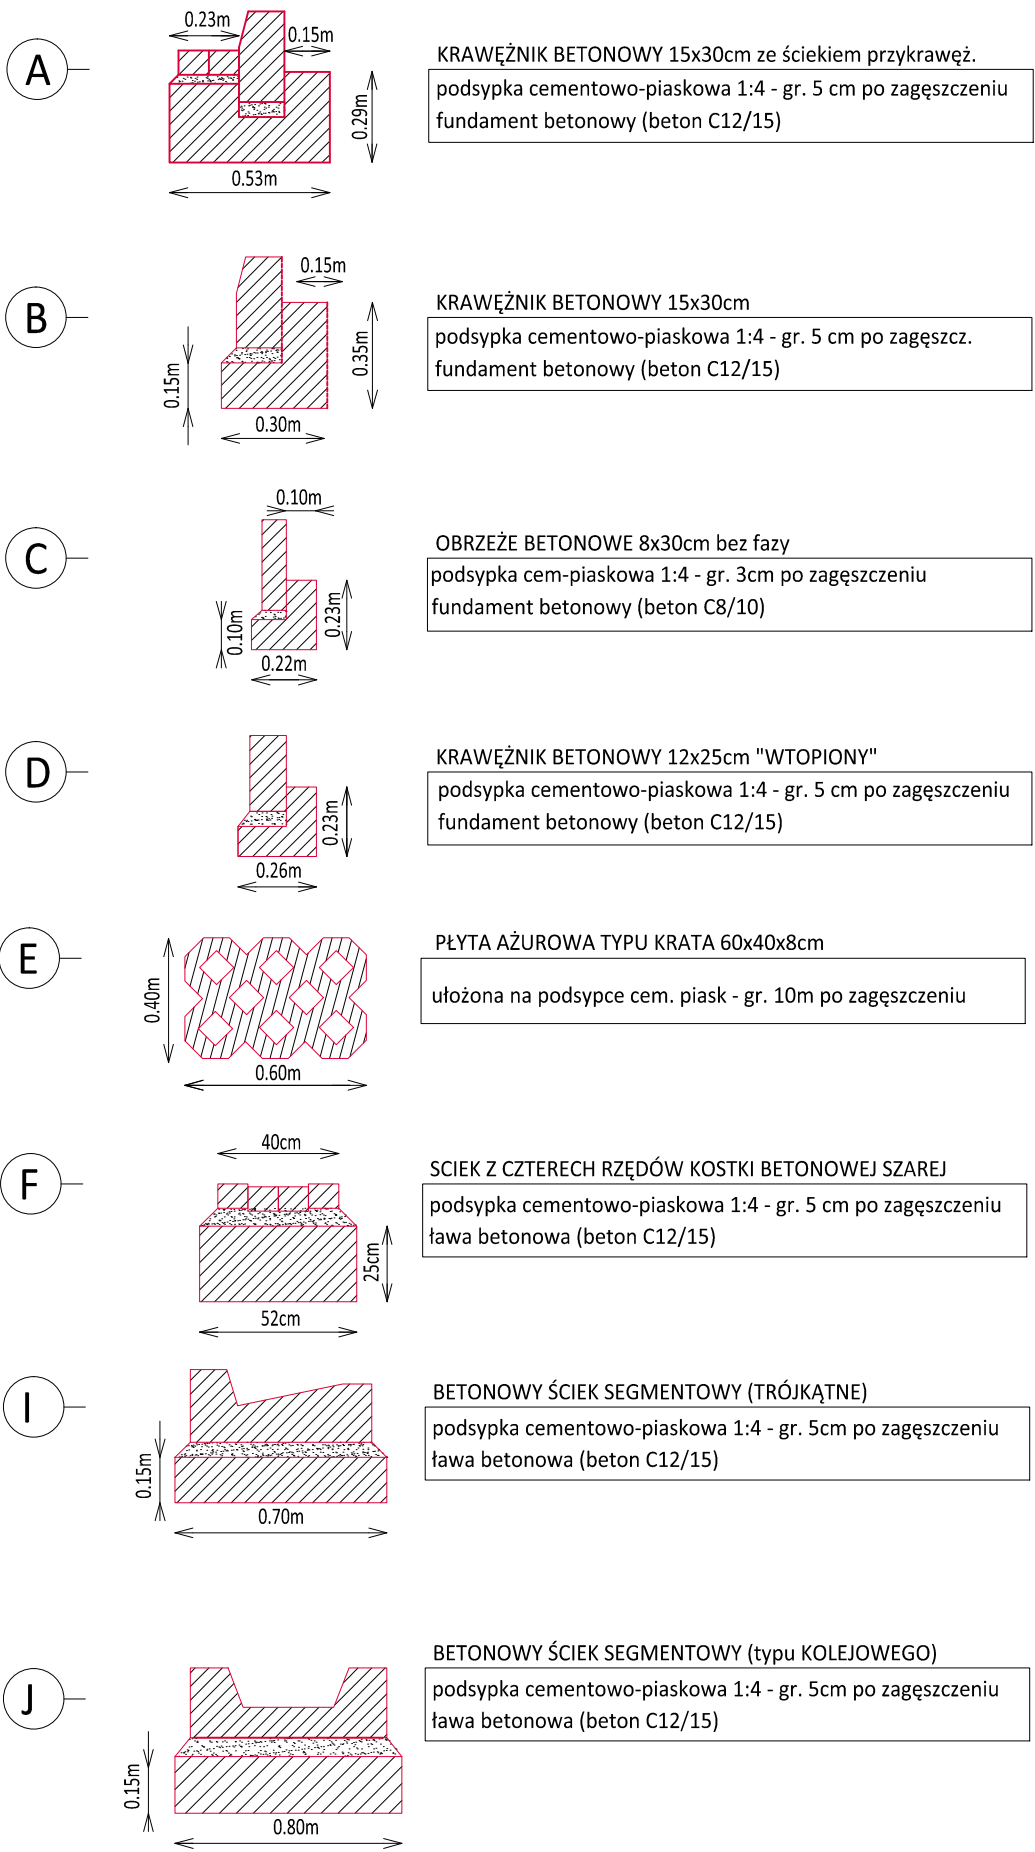 A
0.23m
0.15m
0.29m
0.53m
KRAWĘŻNIK BETONOWY 15x30cm ze ściekiem przykrawęż.
podsypka cementowo-piaskowa 1:4 - gr. 5 cm po zagęszczeniu
fundament betonowy (beton C12/15)
B
0.15m
0.35m
0.15m
0.30m
KRAWĘŻNIK BETONOWY 15x30cm
podsypka cementowo-piaskowa 1:4 - gr. 5 cm po zagęszcz.
fundament betonowy (beton C12/15)
C
0.10m
0.23m
0.10m
0.22m
OBRZEŻE BETONOWE 8x30cm bez fazy
podsypka cem-piaskowa 1:4 - gr. 3cm po zagęszczeniu
fundament betonowy (beton C8/10)
D
0.23m
0.26m
KRAWĘŻNIK BETONOWY 12x25cm "WTOPIONY"
podsypka cementowo-piaskowa 1:4 - gr. 5 cm po zagęszczeniu
fundament betonowy (beton C12/15)
E
0.40m
0.60m
PŁYTA AŻUROWA TYPU KRATA 60x40x8cm
ułożona na podsypce cem. piask - gr. 10m po zagęszczeniu
F
40cm
25cm
52cm
SCIEK Z CZTERECH RZĘDÓW KOSTKI BETONOWEJ SZAREJ
podsypka cementowo-piaskowa 1:4 - gr. 5 cm po zagęszczeniu
ława betonowa (beton C12/15)
I
0.15m
0.70m
BETONOWY ŚCIEK SEGMENTOWY (TRÓJKĄTNE)
podsypka cementowo-piaskowa 1:4 - gr. 5cm po zagęszczeniu
ława betonowa (beton C12/15)
J
0.15m
0.80m
BETONOWY ŚCIEK SEGMENTOWY (typu KOLEJOWEGO)
podsypka cementowo-piaskowa 1:4 - gr. 5cm po zagęszczeniu
ława betonowa (beton C12/15)